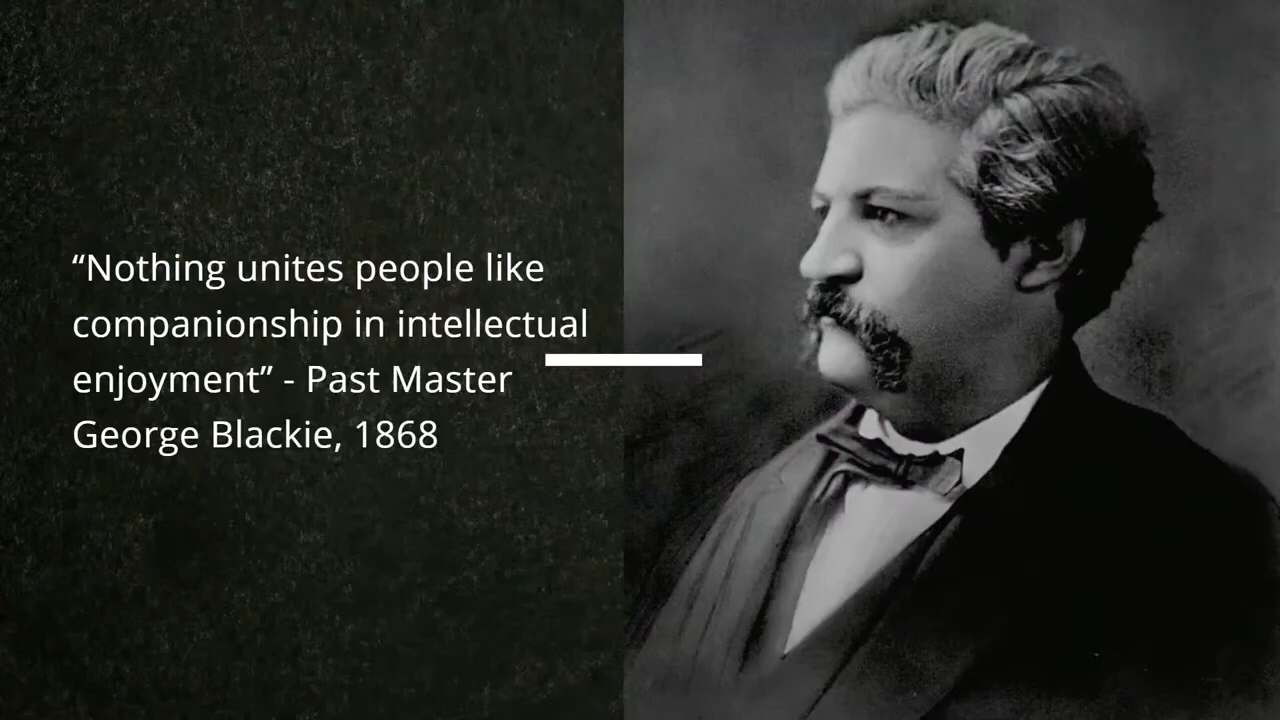 “Nothing unites people like
companionship in intellectual
enjoyment” - Past Master
George Blackie, 1868